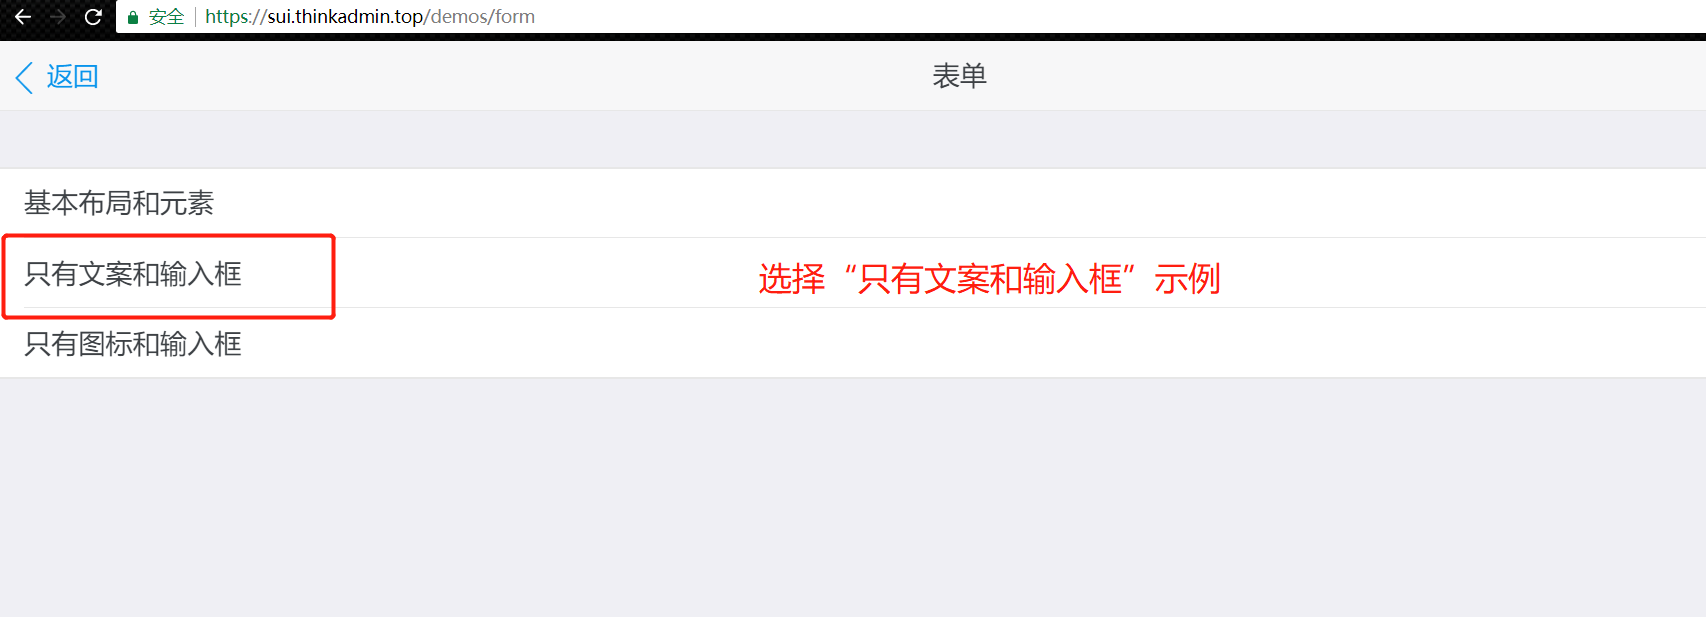 安全 https://sui.thinkadmin.top/demos/form
返回 表单
基本布局和元素
只有文案和输入框 选择“只有文案和输入框”示例
只有图标和输入框